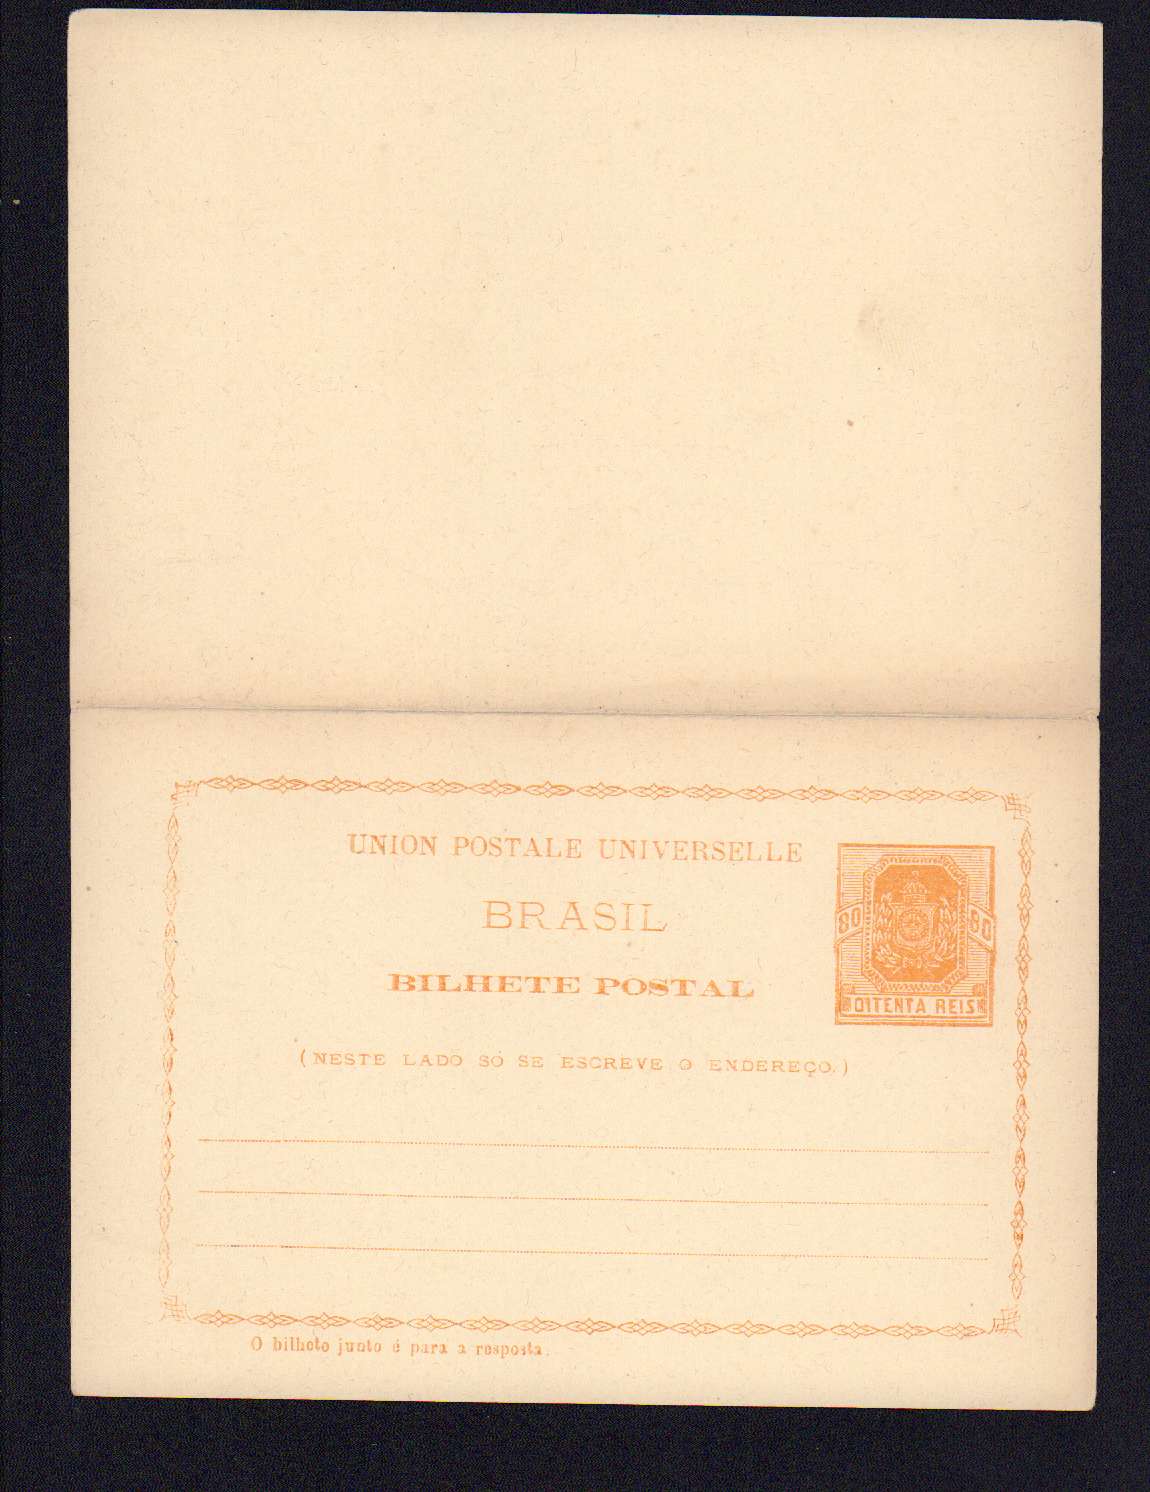 UNION POSTALE UNIVERSELLE
BRASIL
80 80
BILHETE POSTAL
OITENTA REIS
(NESTE LADO SÓ SE ESCREVE O ENDEREÇO.)
O bilhete junto é para a resposta.